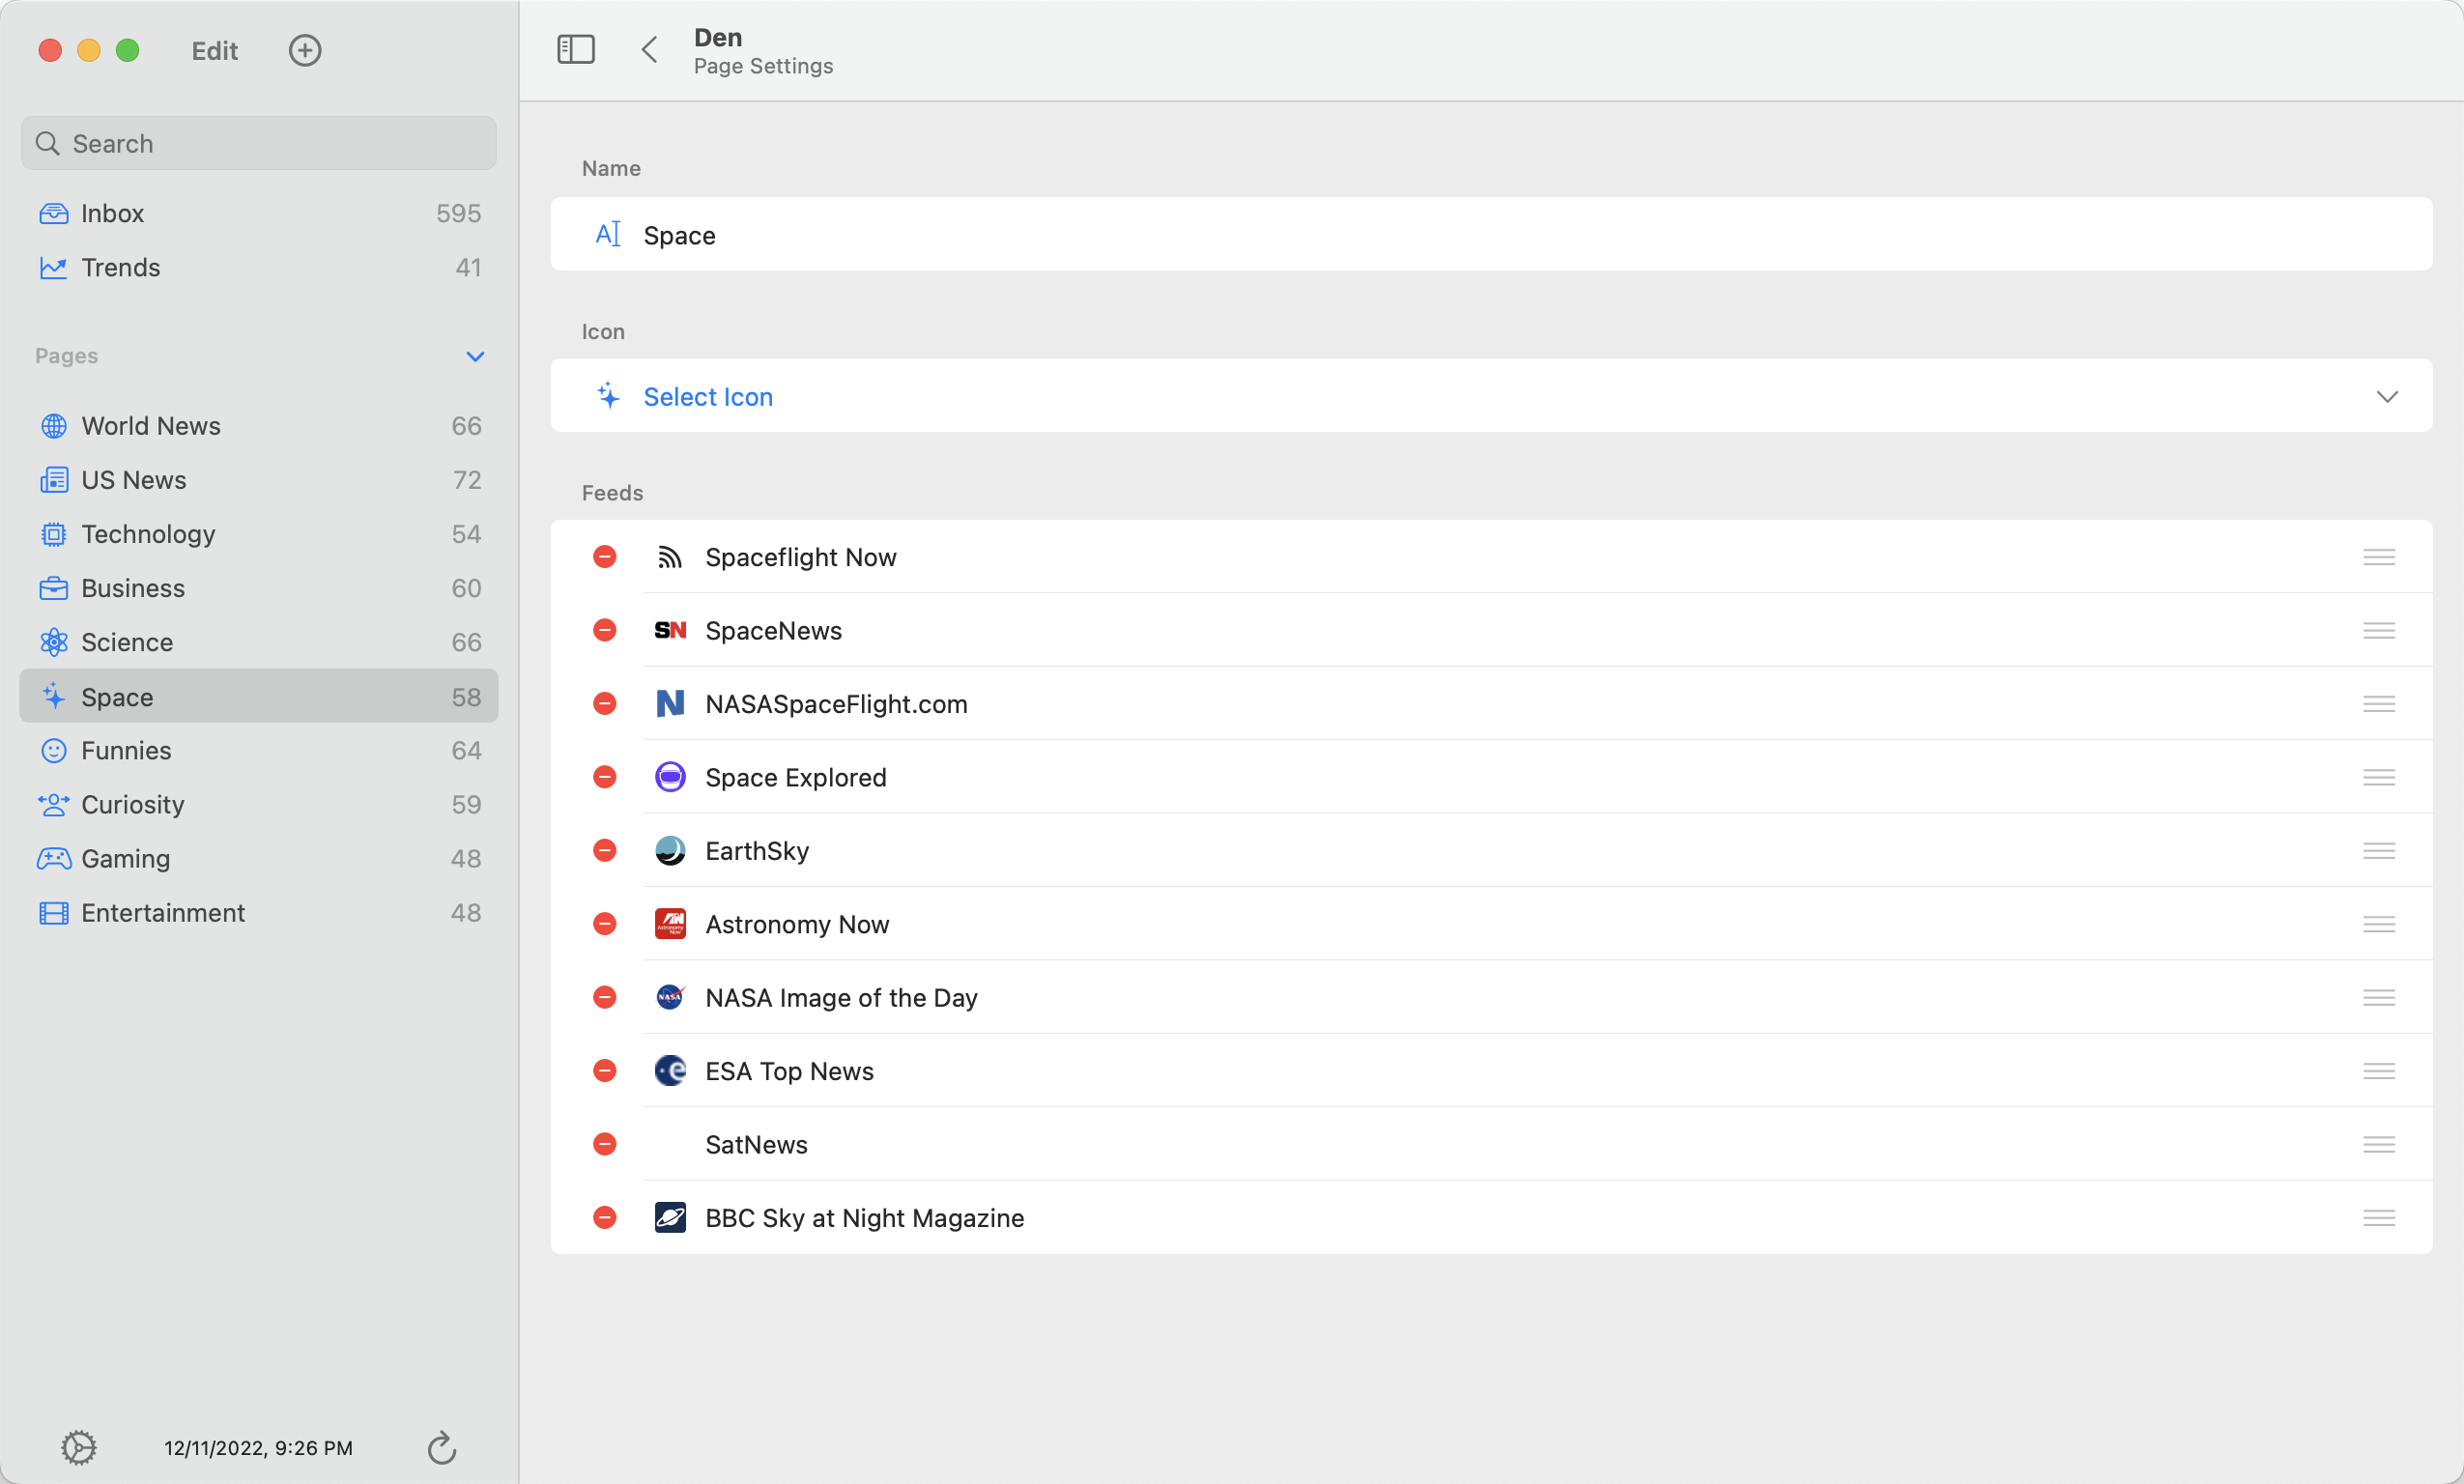 Edit
Den
Page Settings
Search
Inbox 595
Trends 41
Pages
World News 66
US News 72
Technology 54
Business 60
Science 66
Space 58
Funnies 64
Curiosity 59
Gaming 48
Entertainment 48
12/11/2022, 9:26 PM
Name
Space
Icon
Select Icon
Feeds
Spaceflight Now
SN SpaceNews
N NASASpaceFlight.com
Space Explored
EarthSky
Astronomy Now
NASA NASA Image of the Day
ESA Top News
SatNews
BBC Sky at Night Magazine